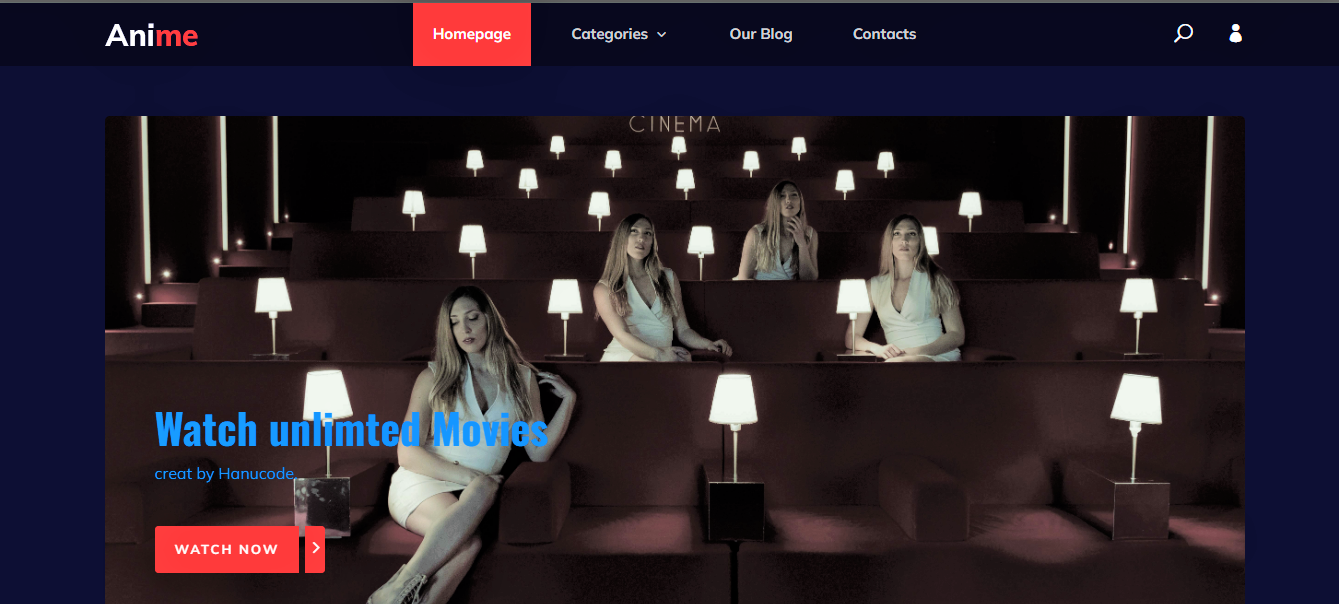 Anime
Homepage
Categories
Our Blog
Contacts
CINEMA
Watch unlimted Movies
creat by Hanucode.
WATCH NOW